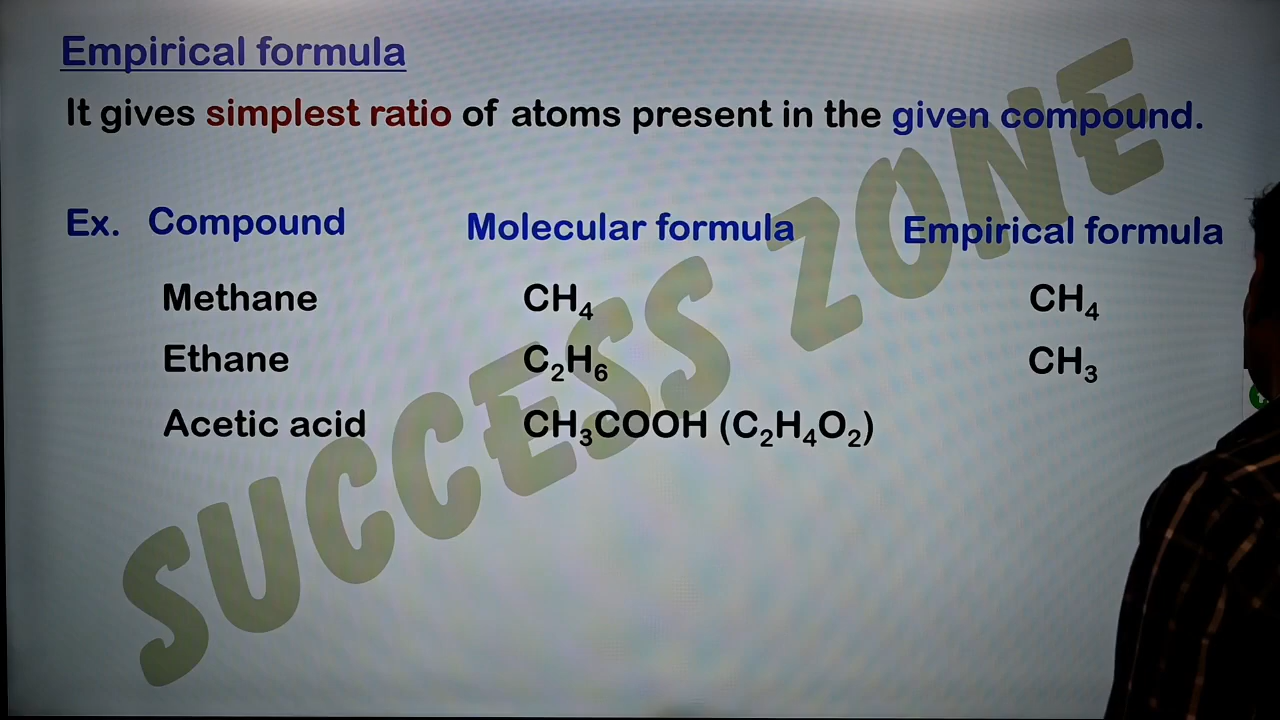 Empirical formula
It gives simplest ratio of atoms present in the given compound.
Ex. Compound Molecular formula Empirical formula
Methane CH₄ CH₄
Ethane C₂H₆ CH₃
Acetic acid CH₃COOH (C₂H₄O₂)
SUCCESS ZONE